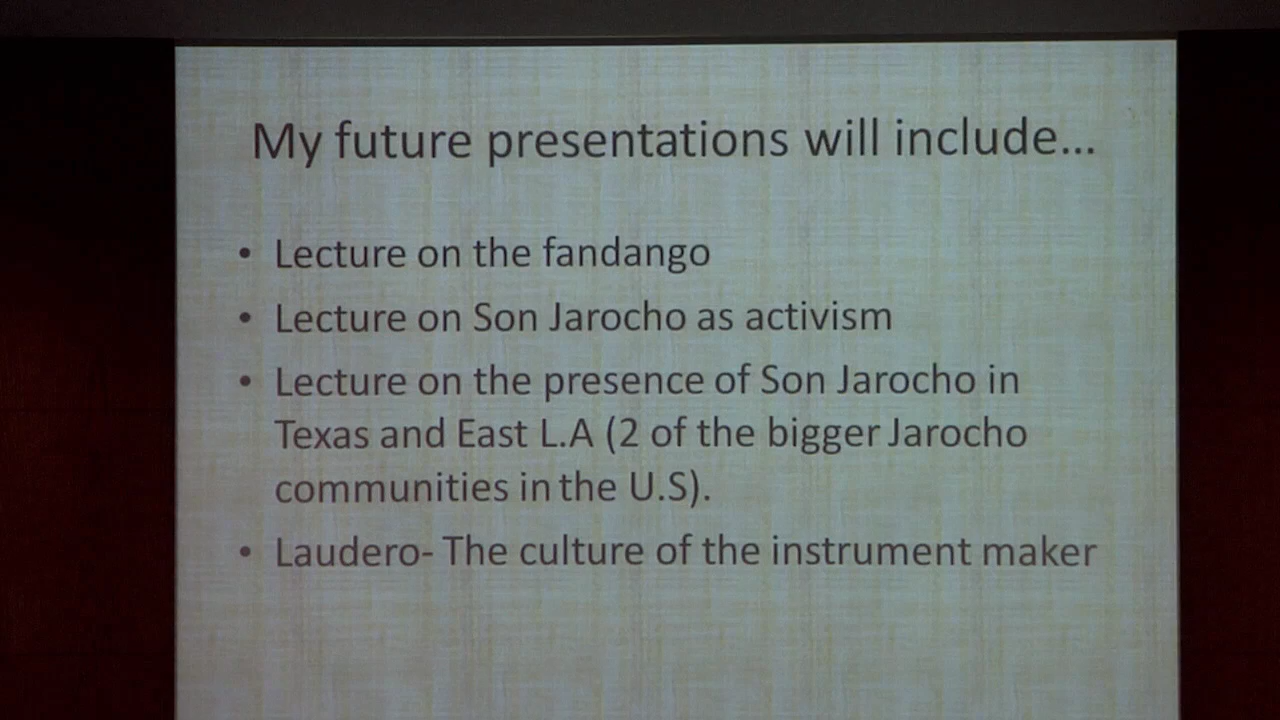 My future presentations will include...
• Lecture on the fandango
• Lecture on Son Jarocho as activism
• Lecture on the presence of Son Jarocho in
Texas and East L.A (2 of the bigger Jarocho
communities in the U.S).
• Laudero- The culture of the instrument maker